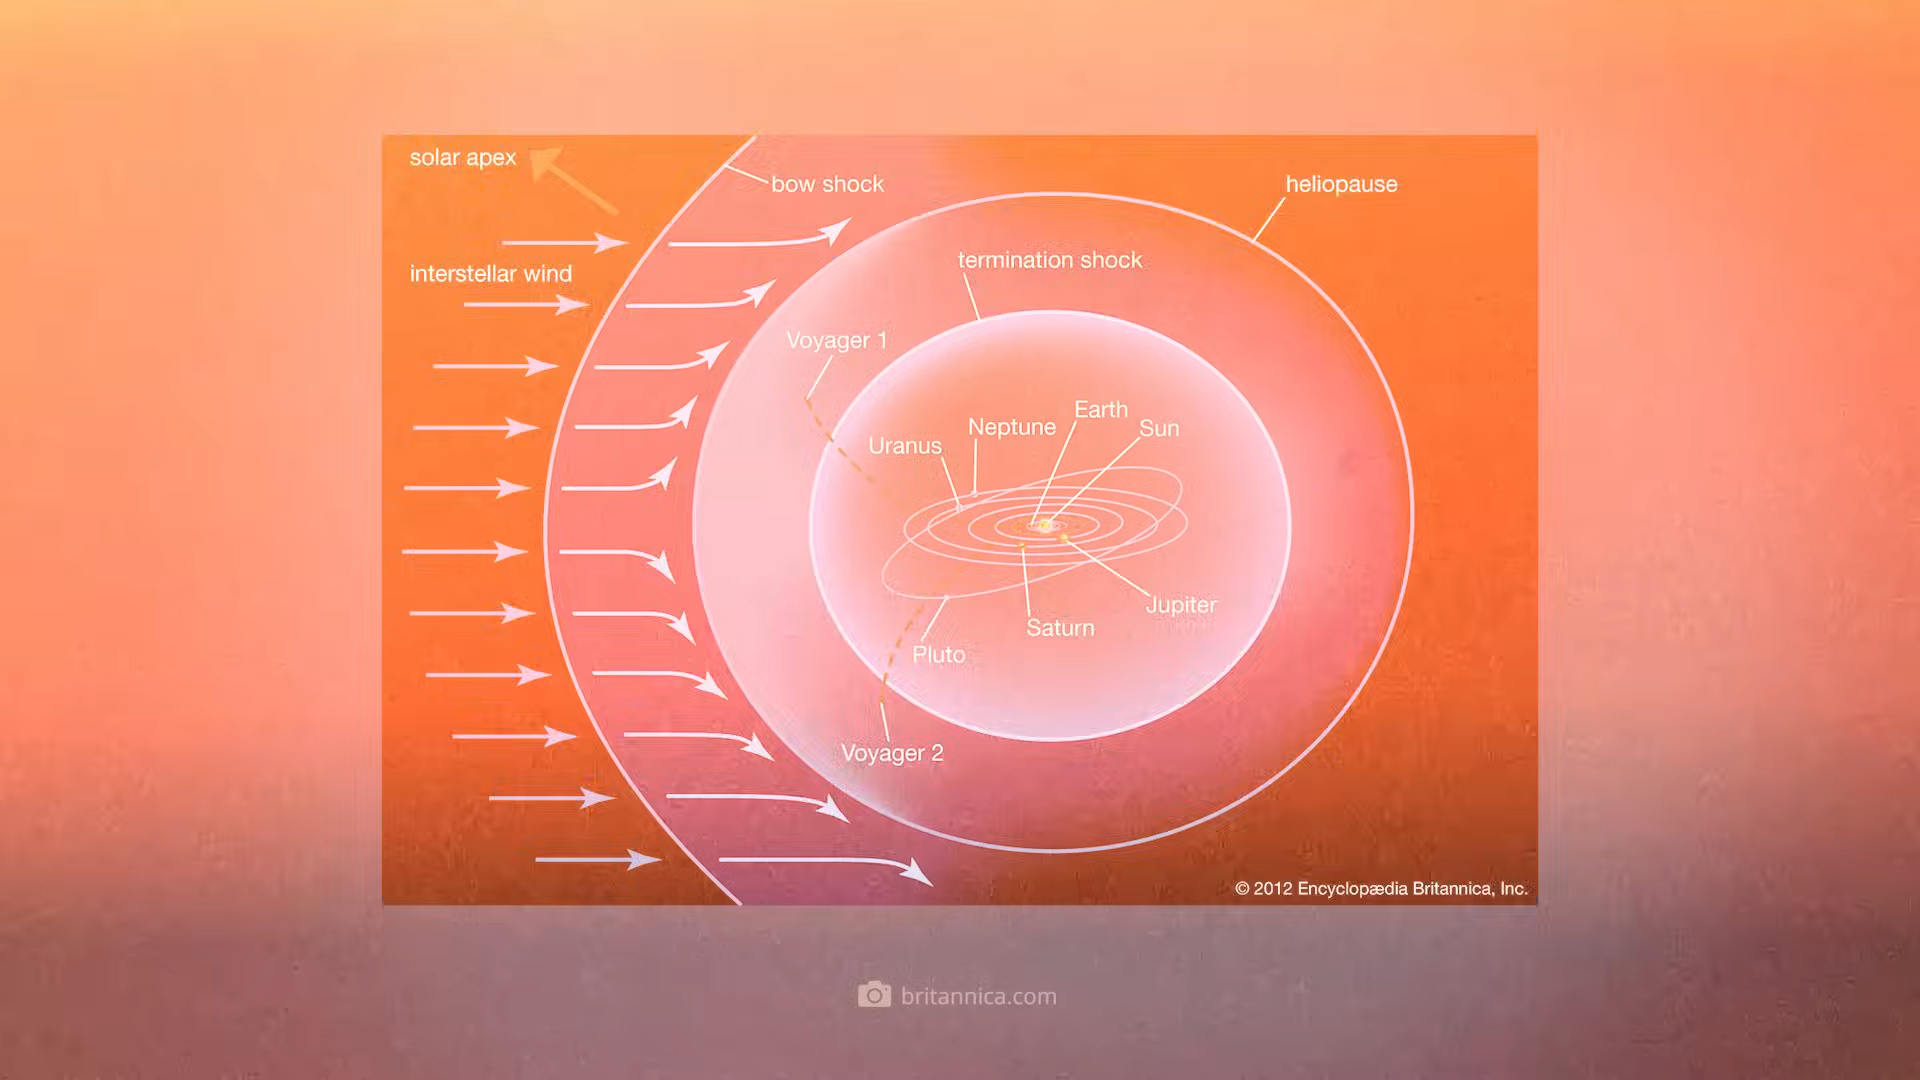 solar apex
bow shock
heliopause
interstellar wind
termination shock
Voyager 1
Earth
Neptune
Sun
Uranus
Jupiter
Saturn
Pluto
Voyager 2
© 2012 Encyclopædia Britannica, Inc.
britannica.com